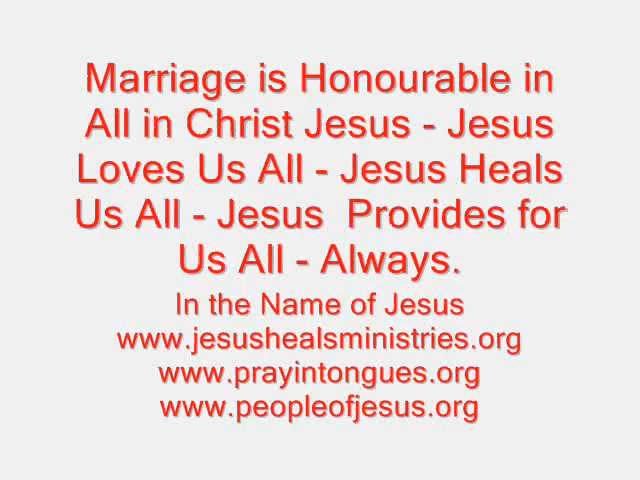 Marriage is Honourable in
All in Christ Jesus - Jesus
Loves Us All - Jesus Heals
Us All - Jesus  Provides for
Us All - Always.
In the Name of Jesus
www.jesushealsministries.org
www.prayintongues.org
www.peopleofjesus.org